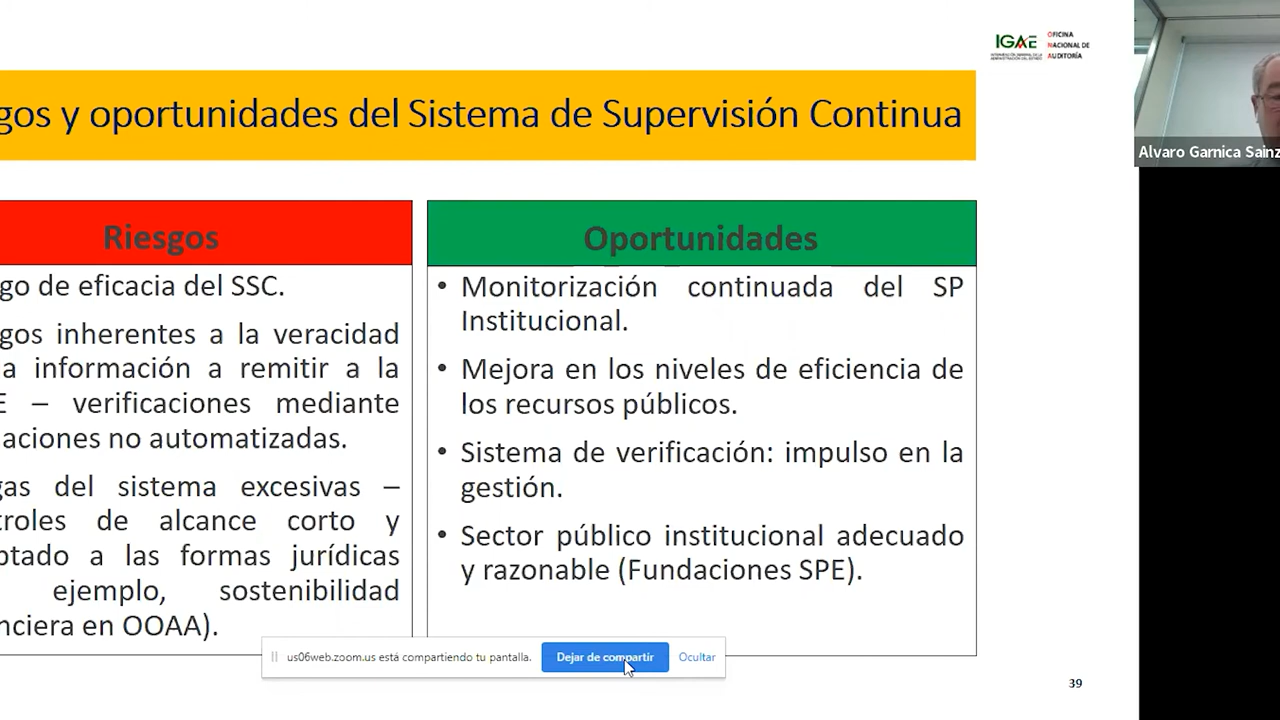 IGAE
OFICINA
NACIONAL DE
AUDITORÍA
gos y oportunidades del Sistema de Supervisión Continua
Alvaro Garnica Sainz
Riesgos
go de eficacia del SSC.
gos inherentes a la veracidad
a información a remitir a la
E – verificaciones mediante
aciones no automatizadas.
gas del sistema excesivas –
troles de alcance corto y
ptado a las formas jurídicas
ejemplo, sostenibilidad
nciera en OOAA).
Oportunidades
• Monitorización continuada del SP
Institucional.
• Mejora en los niveles de eficiencia de
los recursos públicos.
• Sistema de verificación: impulso en la
gestión.
• Sector público institucional adecuado
y razonable (Fundaciones SPE).
us06web.zoom.us está compartiendo tu pantalla. Dejar de compartir Ocultar
39